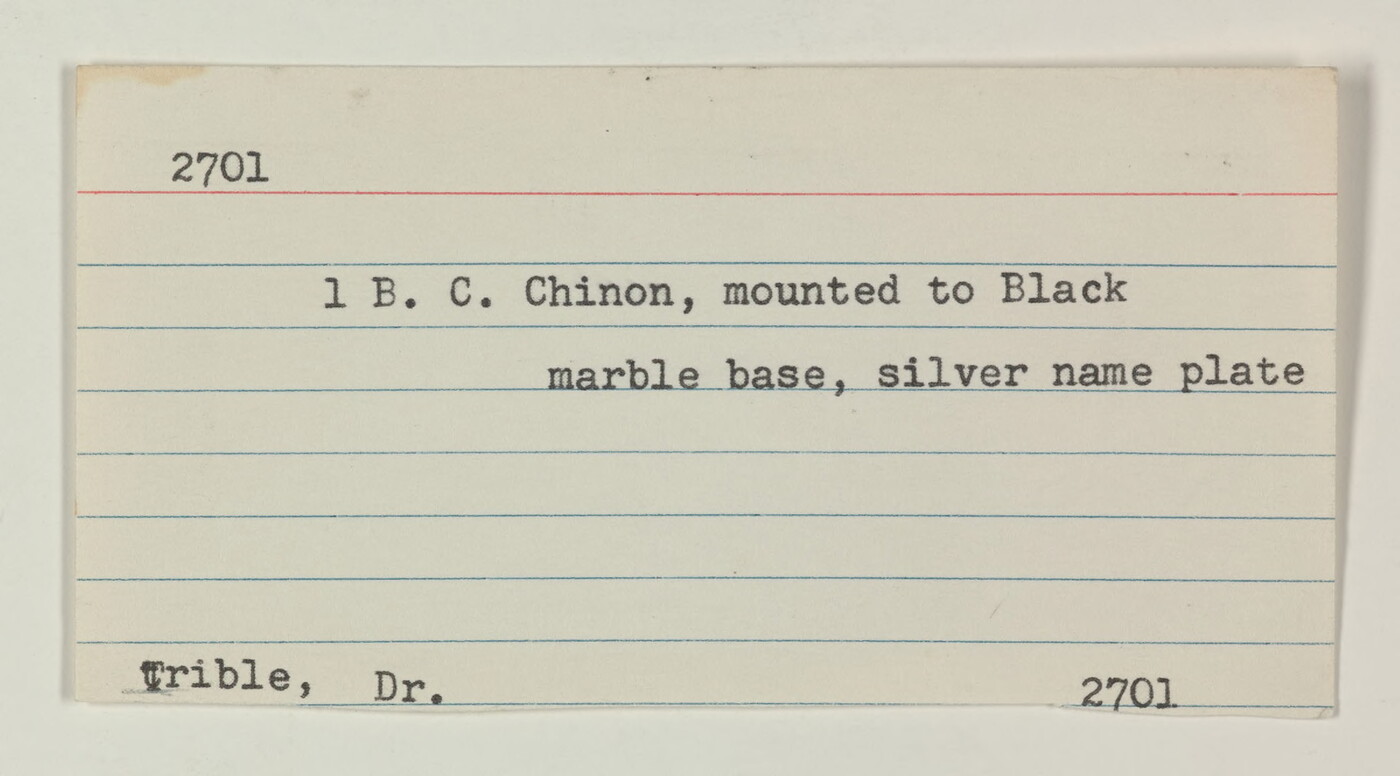 2701
1 B. C. Chinon, mounted to Black
marble base, silver name plate
Trible, Dr.
2701